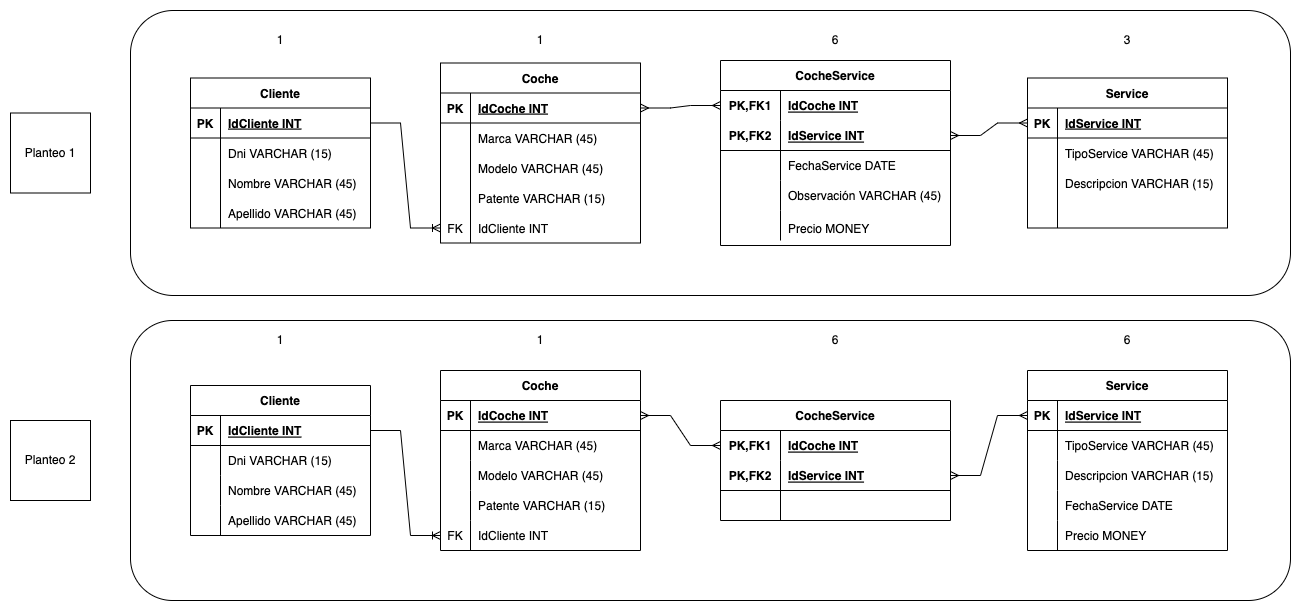 1 1 6 3
Planteo 1
Cliente
PK IdCliente INT
Dni VARCHAR (15)
Nombre VARCHAR (45)
Apellido VARCHAR (45)
Coche
PK IdCoche INT
Marca VARCHAR (45)
Modelo VARCHAR (45)
Patente VARCHAR (15)
FK IdCliente INT
CocheService
PK,FK1 IdCoche INT
PK,FK2 IdService INT
FechaService DATE
Observación VARCHAR (45)
Precio MONEY
Service
PK IdService INT
TipoService VARCHAR (45)
Descripcion VARCHAR (15)
1 1 6 6
Planteo 2
Cliente
PK IdCliente INT
Dni VARCHAR (15)
Nombre VARCHAR (45)
Apellido VARCHAR (45)
Coche
PK IdCoche INT
Marca VARCHAR (45)
Modelo VARCHAR (45)
Patente VARCHAR (15)
FK IdCliente INT
CocheService
PK,FK1 IdCoche INT
PK,FK2 IdService INT
Service
PK IdService INT
TipoService VARCHAR (45)
Descripcion VARCHAR (15)
FechaService DATE
Precio MONEY